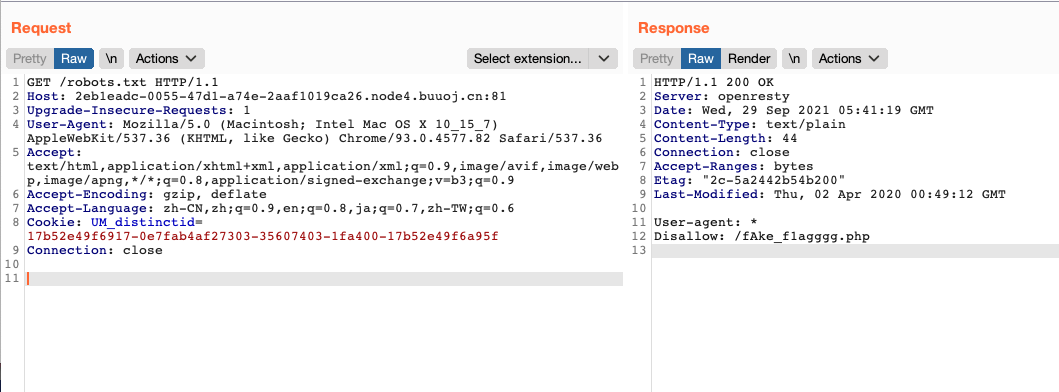 Request
Pretty Raw \n Actions Select extension...
1 GET /robots.txt HTTP/1.1
2 Host: 2eb1eadc-0055-47d1-a74e-2aaf1019ca26.node4.buuoj.cn:81
3 Upgrade-Insecure-Requests: 1
4 User-Agent: Mozilla/5.0 (Macintosh; Intel Mac OS X 10_15_7)
AppleWebKit/537.36 (KHTML, like Gecko) Chrome/93.0.4577.82 Safari/537.36
5 Accept:
text/html,application/xhtml+xml,application/xml;q=0.9,image/avif,image/web
p,image/apng,*/*;q=0.8,application/signed-exchange;v=b3;q=0.9
6 Accept-Encoding: gzip, deflate
7 Accept-Language: zh-CN,zh;q=0.9,en;q=0.8,ja;q=0.7,zh-TW;q=0.6
8 Cookie: UM_distinctid=
17b52e49f6917-0e7fab4af27303-35607403-1fa400-17b52e49f6a95f
9 Connection: close
10
11
Response
Pretty Raw Render \n Actions
1 HTTP/1.1 200 OK
2 Server: openresty
3 Date: Wed, 29 Sep 2021 05:41:19 GMT
4 Content-Type: text/plain
5 Content-Length: 44
6 Connection: close
7 Accept-Ranges: bytes
8 Etag: "2c-5a2442b54b200"
9 Last-Modified: Thu, 02 Apr 2020 00:49:12 GMT
10
11 User-agent: *
12 Disallow: /fAke_f1agggg.php
13